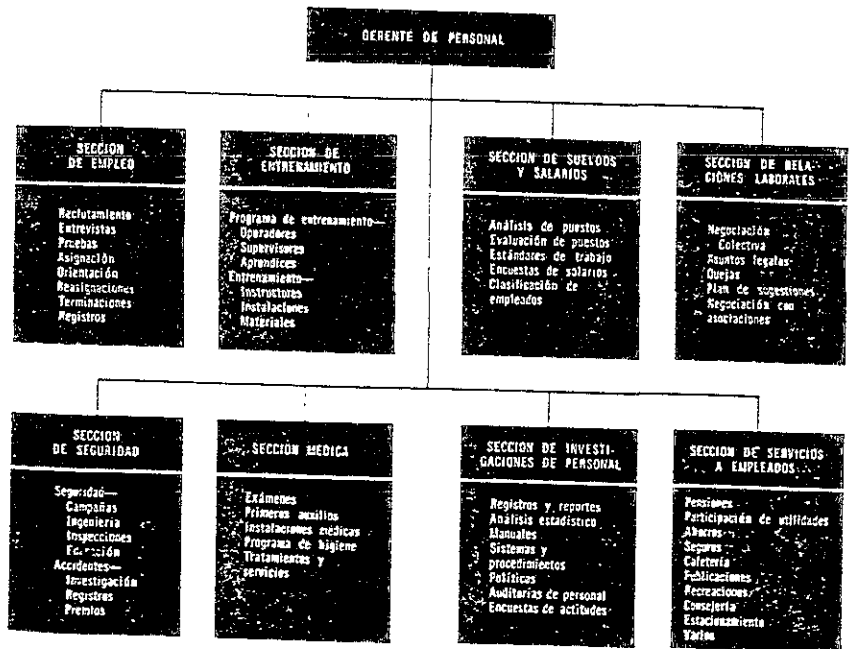 GERENTE DE PERSONAL
SECCION
DE EMPLEO
Reclutamiento
Entrevistas
Pruebas
Asignación
Orientación
Reasignaciones
Terminaciones
Registros
SECCION DE
ENTRENAMIENTO
Programa de entrenamiento—
Operadores
Supervisores
Aprendices
Entrenamiento—
Instructores
Instalaciones
Materiales
SECCION DE SUELDOS
Y SALARIOS
Análisis de puestos
Evaluación de puestos
Estándares de trabajo
Encuestas de salarios
Clasificación de
empleados
SECCION DE RELA-
CIONES LABORALES
Negociación
Colectiva
Asuntos legales
Quejas
Plan de sugestiones
Negociación con
asociaciones
SECCION
DE SEGURIDAD
Seguridad—
Campañas
Ingeniería
Inspecciones
Educación
Accidentes—
Investigación
Registros
Premios
SECCION MEDICA
Exámenes
Primeros auxilios
Instalaciones médicas
Programa de higiene
Tratamientos y
servicios
SECCION DE INVESTI-
GACIONES DE PERSONAL
Registros y reportes
Análisis estadístico
Manuales
Sistemas y
procedimientos
Políticas
Auditorías de personal
Encuestas de actitudes
SECCION DE SERVICIOS
A EMPLEADOS
Pensiones
Participación de utilidades
Ahorros
Seguros
Cafetería
Publicaciones
Recreaciones
Consejería
Estacionamiento
Varios